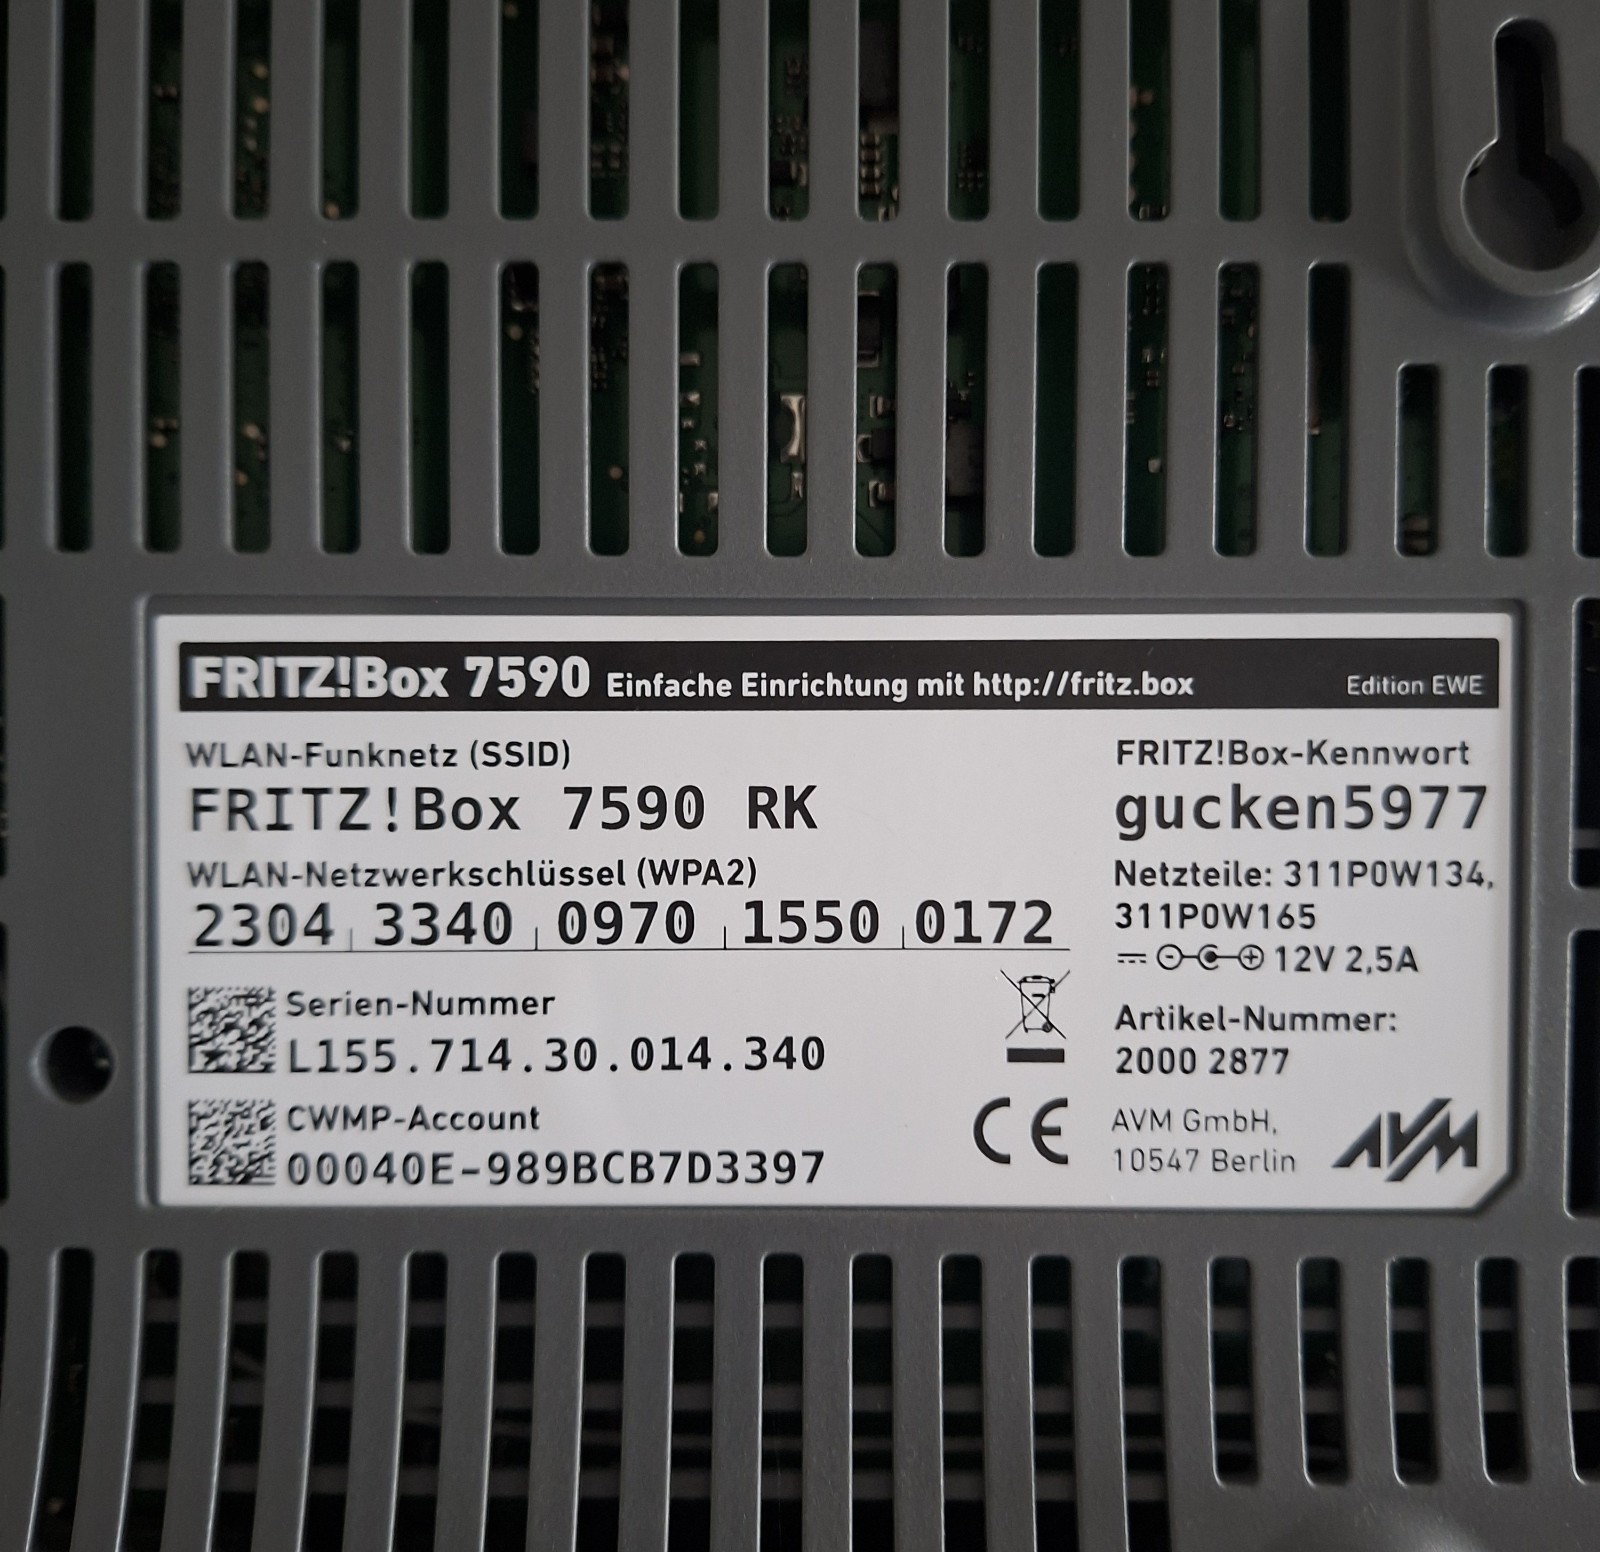 FRITZ!Box 7590 Einfache Einrichtung mit http://fritz.box Edition EWE
WLAN-Funknetz (SSID)
FRITZ!Box 7590 RK
WLAN-Netzwerkschlüssel (WPA2)
2304 3340 0970 1550 0172
Serien-Nummer
L155.714.30.014.340
CWMP-Account
00040E-989BCB7D3397
CE
FRITZ!Box-Kennwort
gucken5977
Netzteile: 311P0W134,
311P0W165
12V 2,5A
Artikel-Nummer:
2000 2877
AVM GmbH,
10547 Berlin
AVM